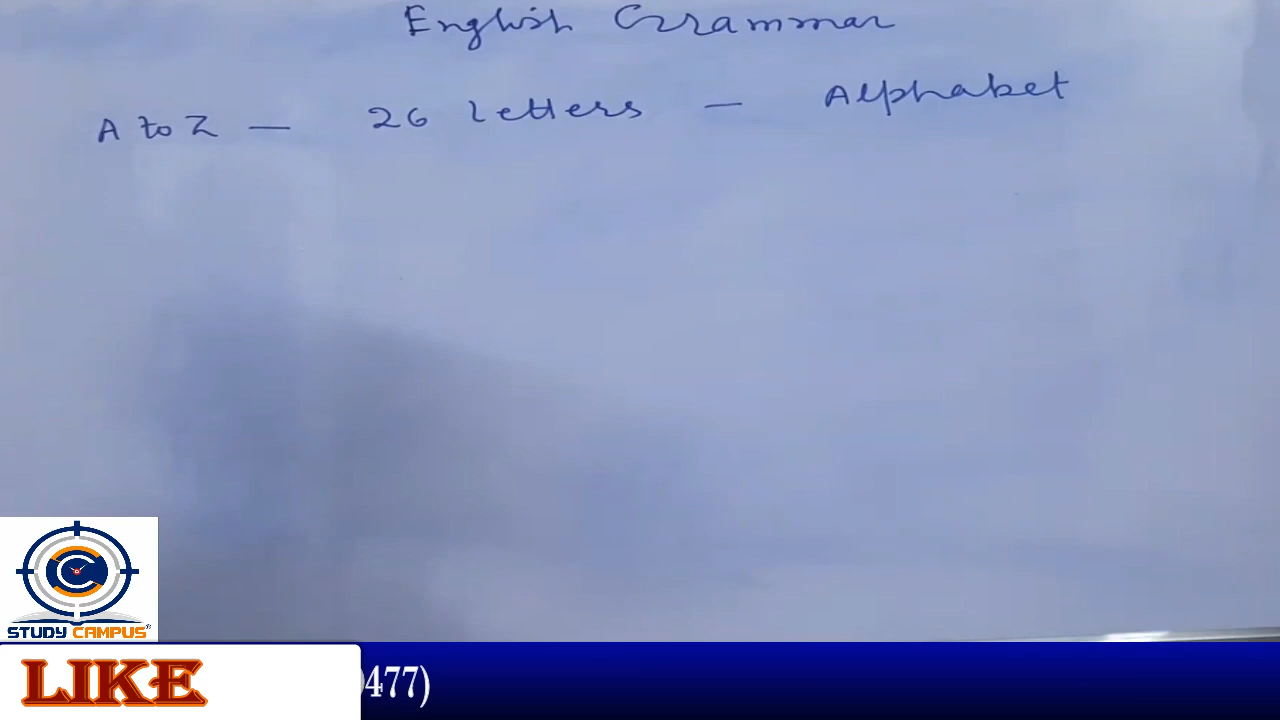 English Grammar
A to Z — 26 letters — Alphabet
STUDY CAMPUS®
LIKE
477)